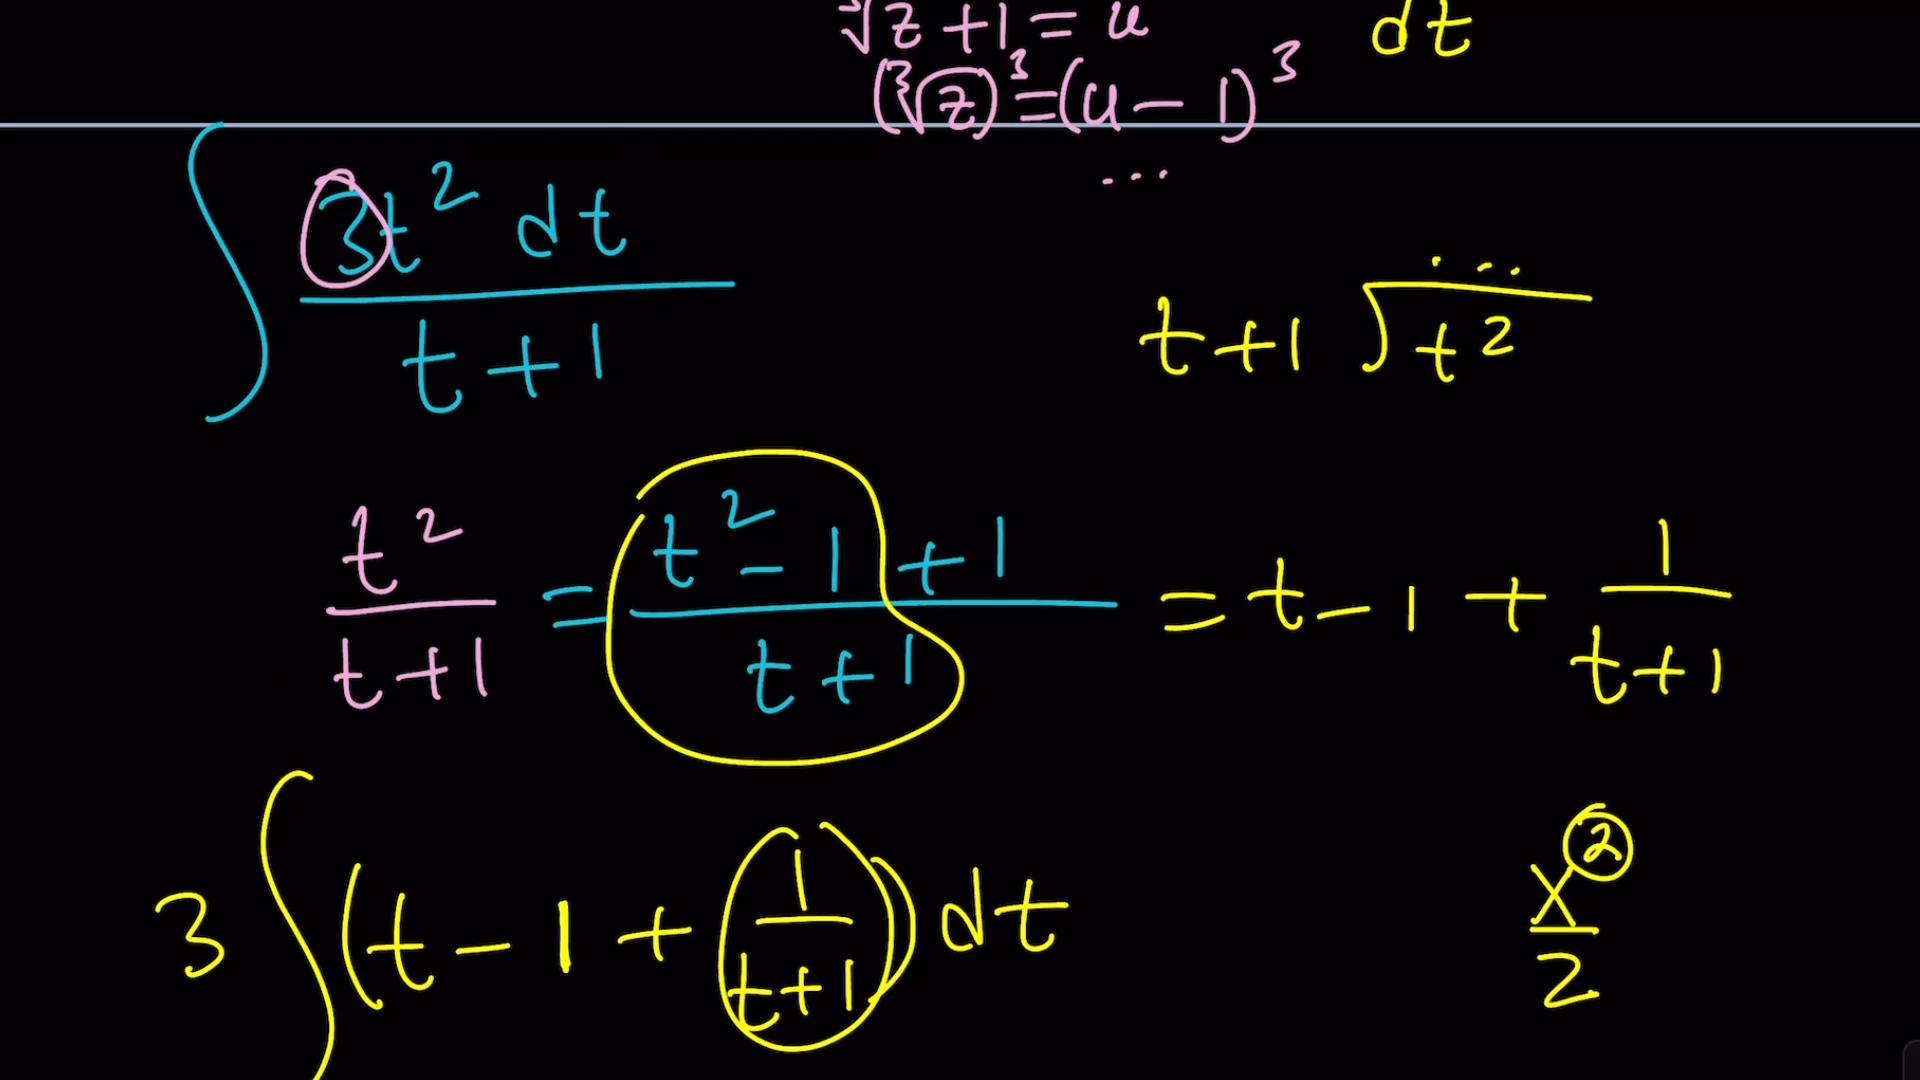 ∛z + 1 = u
dt
(∛z)³ = (u - 1)³
...
∫ 3t² dt / t + 1
...
t + 1 √t²
t² / t + 1 = t² - 1 + 1 / t + 1 = t - 1 + 1 / t + 1
3 ∫ (t - 1 + 1 / t + 1) dt
x² / 2